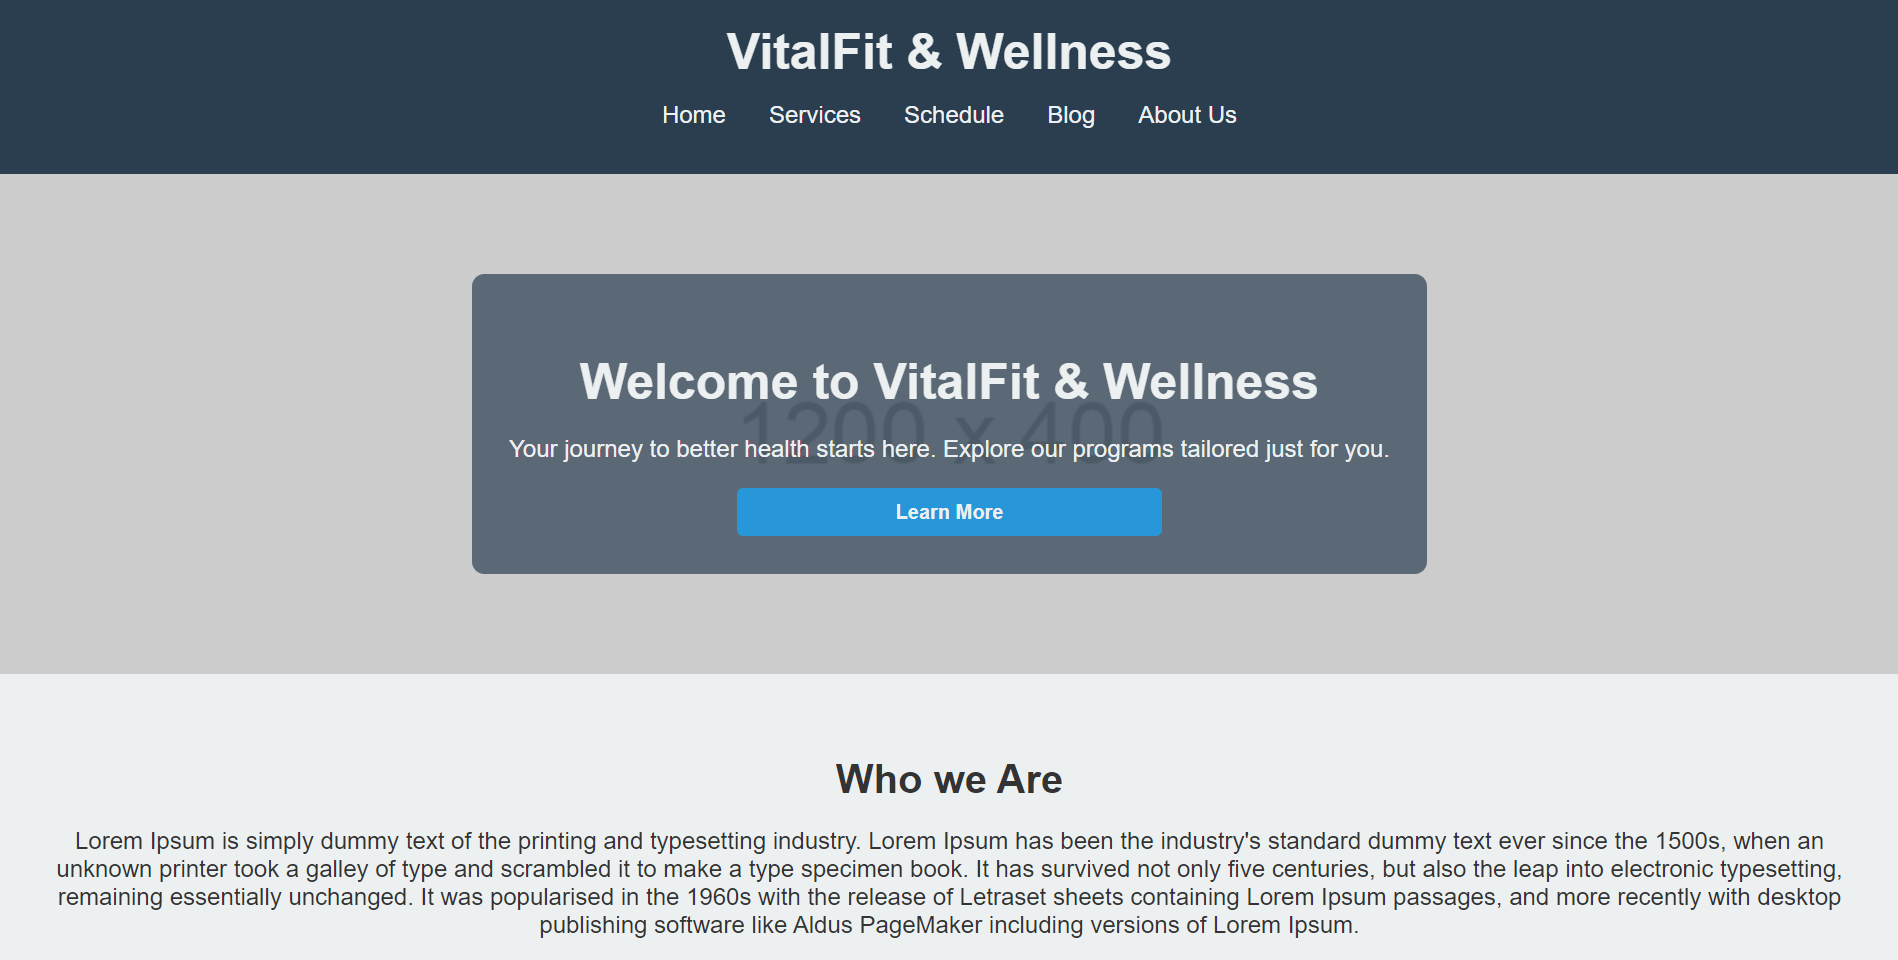 VitalFit & Wellness
Home Services Schedule Blog About Us
Welcome to VitalFit & Wellness
1200 x 400
Your journey to better health starts here. Explore our programs tailored just for you.
Learn More
Who we Are
Lorem Ipsum is simply dummy text of the printing and typesetting industry. Lorem Ipsum has been the industry's standard dummy text ever since the 1500s, when an
unknown printer took a galley of type and scrambled it to make a type specimen book. It has survived not only five centuries, but also the leap into electronic typesetting,
remaining essentially unchanged. It was popularised in the 1960s with the release of Letraset sheets containing Lorem Ipsum passages, and more recently with desktop
publishing software like Aldus PageMaker including versions of Lorem Ipsum.